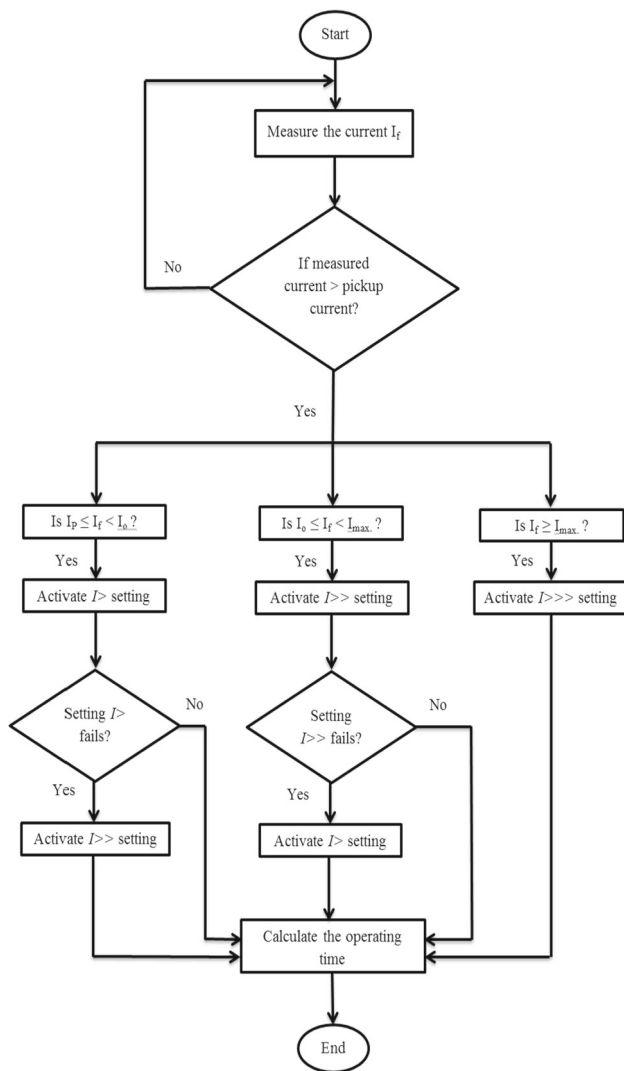 Start
Measure the current If
If measured
current > pickup
current?
No
Yes
Is IP ≤ If < Io ?
Is Io ≤ If < Imax. ?
Is If ≥ Imax. ?
Yes
Yes
Yes
Activate I> setting
Activate I>> setting
Activate I>>> setting
Setting I>
fails?
No
Setting
I>> fails?
No
Yes
Yes
Activate I>> setting
Activate I> setting
Calculate the operating
time
End